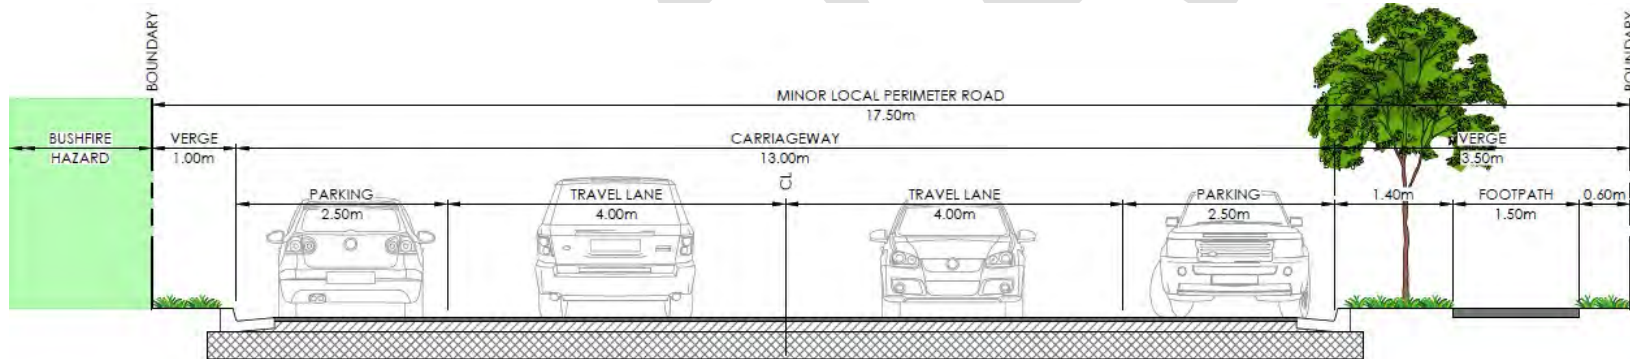 BOUNDARY
BOUNDARY
MINOR LOCAL PERIMETER ROAD
17.50m
BUSHFIRE
HAZARD
VERGE
1.00m
CARRIAGEWAY
13.00m
VERGE
3.50m
CL
PARKING
2.50m
TRAVEL LANE
4.00m
TRAVEL LANE
4.00m
PARKING
2.50m
1.40m
FOOTPATH
1.50m
0.60m